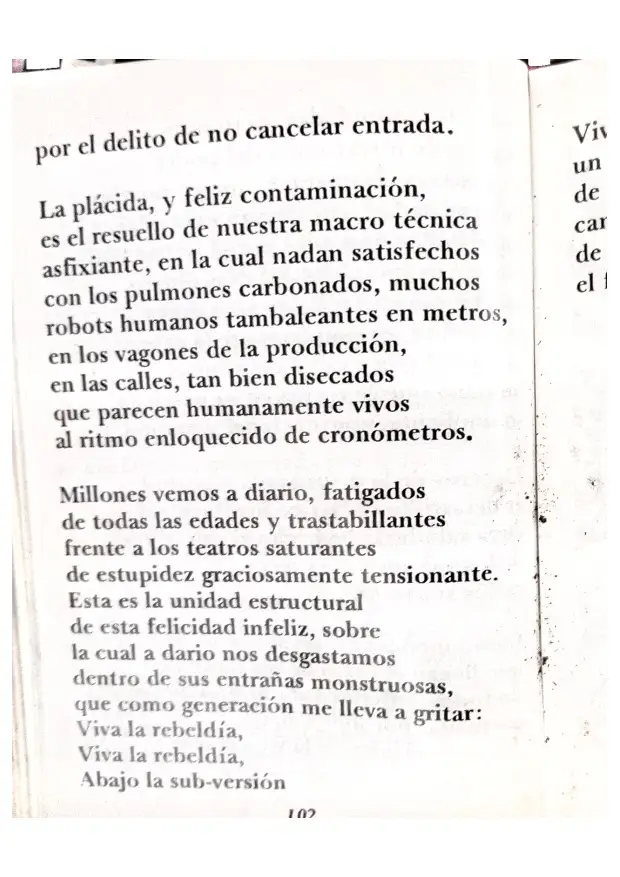 por el delito de no cancelar entrada.
La plácida, y feliz contaminación,
es el resuello de nuestra macro técnica
asfixiante, en la cual nadan satisfechos
con los pulmones carbonados, muchos
robots humanos tambaleantes en metros,
en los vagones de la producción,
en las calles, tan bien disecados
que parecen humanamente vivos
al ritmo enloquecido de cronómetros.
Millones vemos a diario, fatigados
de todas las edades y trastabillantes
frente a los teatros saturantes
de estupidez graciosamente tensionante.
Esta es la unidad estructural
de esta felicidad infeliz, sobre
la cual a dario nos desgastamos
dentro de sus entrañas monstruosas,
que como generación me lleva a gritar:
Viva la rebeldía,
Viva la rebeldía,
Abajo la sub-versión
102
un
de
de
el